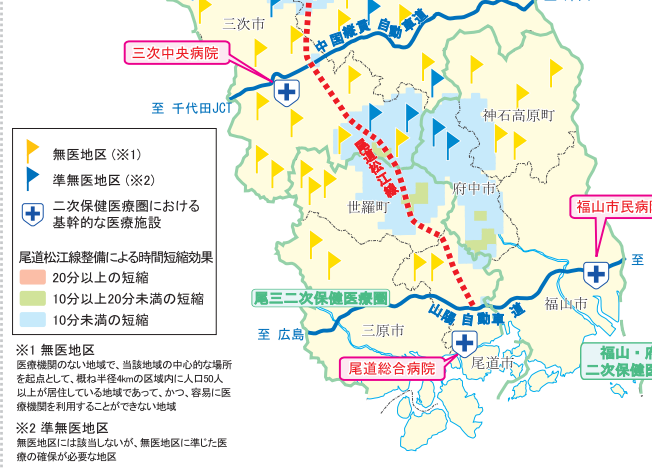 三次市
中国縦貫 自動車道
三次中央病院
至 千代田JCT
神石高原町
無医地区(※1)
準無医地区(※2)
二次保健医療圏における
基幹的な医療施設
尾道松江線
府中市
世羅町
福山市民病院
尾道松江線整備による時間短縮効果
20分以上の短縮
10分以上20分未満の短縮
10分未満の短縮
至
尾三二次保健医療圏
山陽 自動車 道
福山市
至 広島
三原市
尾道市
尾道総合病院
福山・府
二次保健医
※1 無医地区
医療機関のない地域で、当該地域の中心的な場所
を起点として、概ね半径4kmの区域内に人口50人
以上が居住している地域であって、かつ、容易に医
療機関を利用することができない地域
※2 準無医地区
無医地区には該当しないが、無医地区に準じた医
療の確保が必要な地区